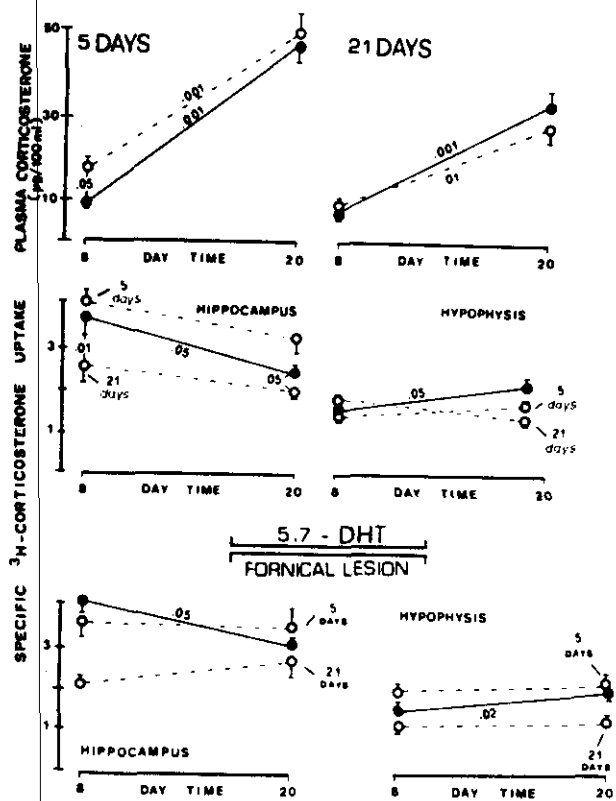 50
5 DAYS
21 DAYS
PLASMA CORTICOSTERONE
30
10
.001
.001
.05
.001
.01
8 DAY TIME 20
8 DAY TIME 20
SPECIFIC ³H-CORTICOSTERONE UPTAKE
3
1
5 days
HIPPOCAMPUS
.01
.05
.05
21 days
HYPOPHYSIS
.05
5 days
21 days
8 DAY TIME 20
8 DAY TIME 20
5.7 - DHT
FORNICAL LESION
3
1
.05
5 DAYS
21 DAYS
HIPPOCAMPUS
HYPOPHYSIS
5 DAYS
.02
21 DAYS
8 DAY TIME 20
8 DAY TIME 20